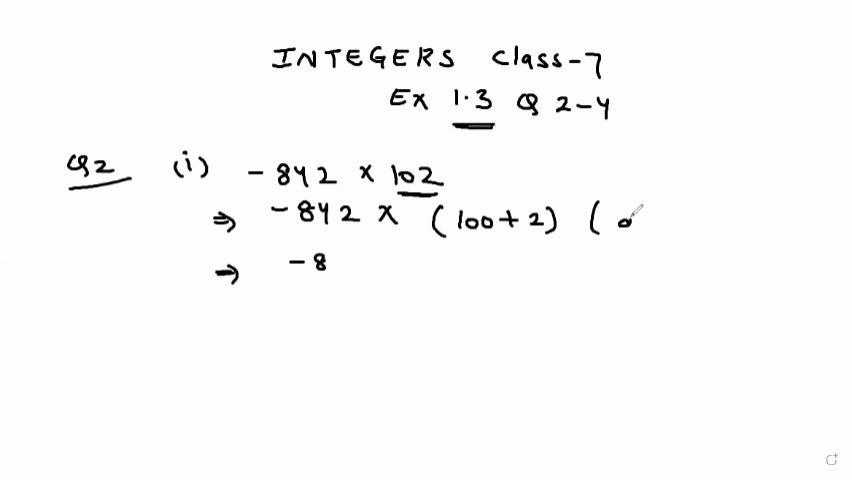 INTEGERS Class-7
Ex 1.3 Q 2-4
Q2 (i) -842 x 102
⇒ -842 x (100+2) (
⇒ -8